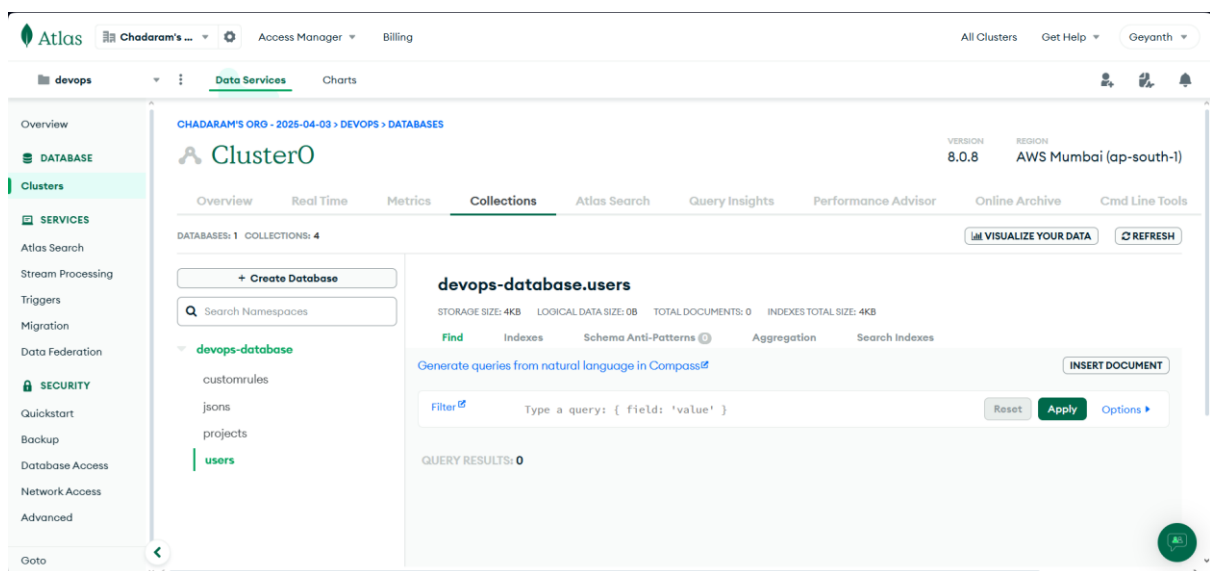 Atlas Chadaram's ... Access Manager Billing All Clusters Get Help Geyanth
devops Data Services Charts
Overview
DATABASE
Clusters
SERVICES
Atlas Search
Stream Processing
Triggers
Migration
Data Federation
SECURITY
Quickstart
Backup
Database Access
Network Access
Advanced
Goto
CHADARAM'S ORG - 2025-04-03 > DEVOPS > DATABASES
Cluster0
VERSION
8.0.8
REGION
AWS Mumbai (ap-south-1)
Overview Real Time Metrics Collections Atlas Search Query Insights Performance Advisor Online Archive Cmd Line Tools
DATABASES: 1 COLLECTIONS: 4 VISUALIZE YOUR DATA REFRESH
+ Create Database
Search Namespaces
devops-database
customrules
jsons
projects
users
devops-database.users
STORAGE SIZE: 4KB LOGICAL DATA SIZE: 0B TOTAL DOCUMENTS: 0 INDEXES TOTAL SIZE: 4KB
Find Indexes Schema Anti-Patterns 0 Aggregation Search Indexes
Generate queries from natural language in Compass INSERT DOCUMENT
Filter Type a query: { field: 'value' } Reset Apply Options
QUERY RESULTS: 0